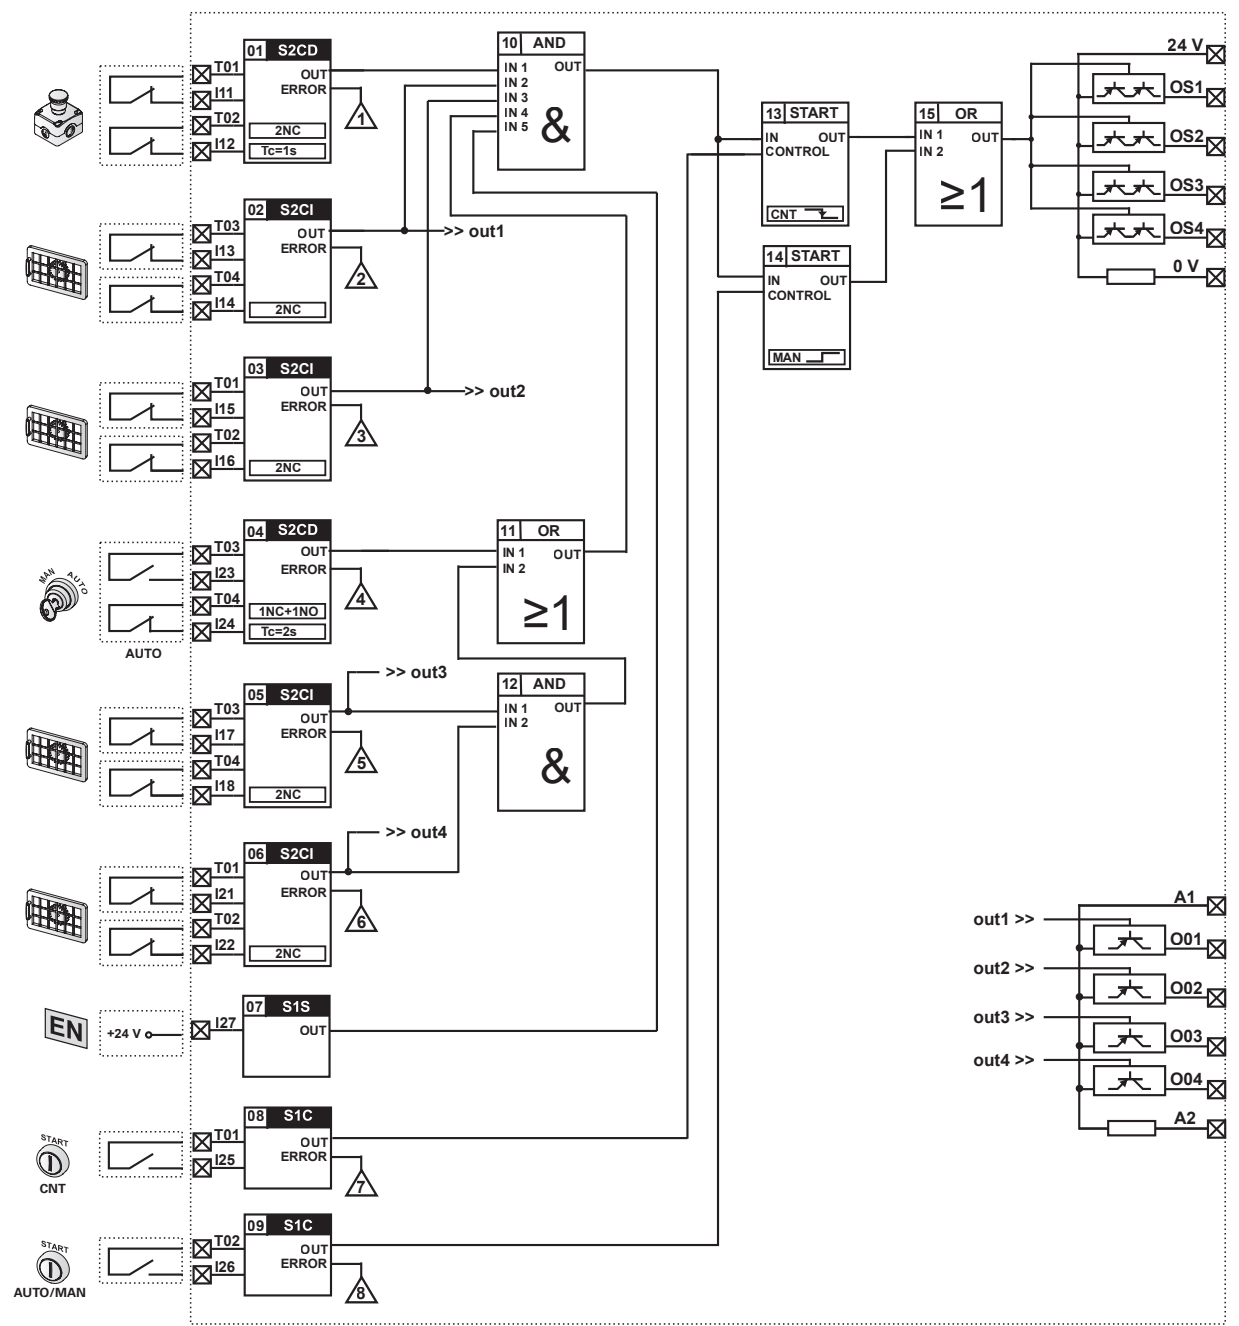 01 S2CD
T01
I11
T02
I12
OUT
ERROR
2NC
Tc=1s
1
02 S2CI
T03
I13
T04
I14
OUT
ERROR
2NC
>> out1
2
03 S2CI
T01
I15
T02
I16
OUT
ERROR
2NC
>> out2
3
MAN AUTO
AUTO
04 S2CD
T03
I23
T04
I24
OUT
ERROR
1NC+1NO
Tc=2s
4
05 S2CI
T03
I17
T04
I18
OUT
ERROR
2NC
>> out3
5
06 S2CI
T01
I21
T02
I22
OUT
ERROR
2NC
>> out4
6
EN
+24 V
I27
07 S1S
OUT
START
CNT
08 S1C
T01
I25
OUT
ERROR
7
START
AUTO/MAN
09 S1C
T02
I26
OUT
ERROR
8
10 AND
IN 1
IN 2
IN 3
IN 4
IN 5
OUT
&
11 OR
IN 1
IN 2
OUT
≥1
12 AND
IN 1
IN 2
OUT
&
13 START
IN
CONTROL
OUT
CNT
14 START
IN
CONTROL
OUT
MAN
15 OR
IN 1
IN 2
OUT
≥1
24 V
OS1
OS2
OS3
OS4
0 V
A1
out1 >>
O01
out2 >>
O02
out3 >>
O03
out4 >>
O04
A2